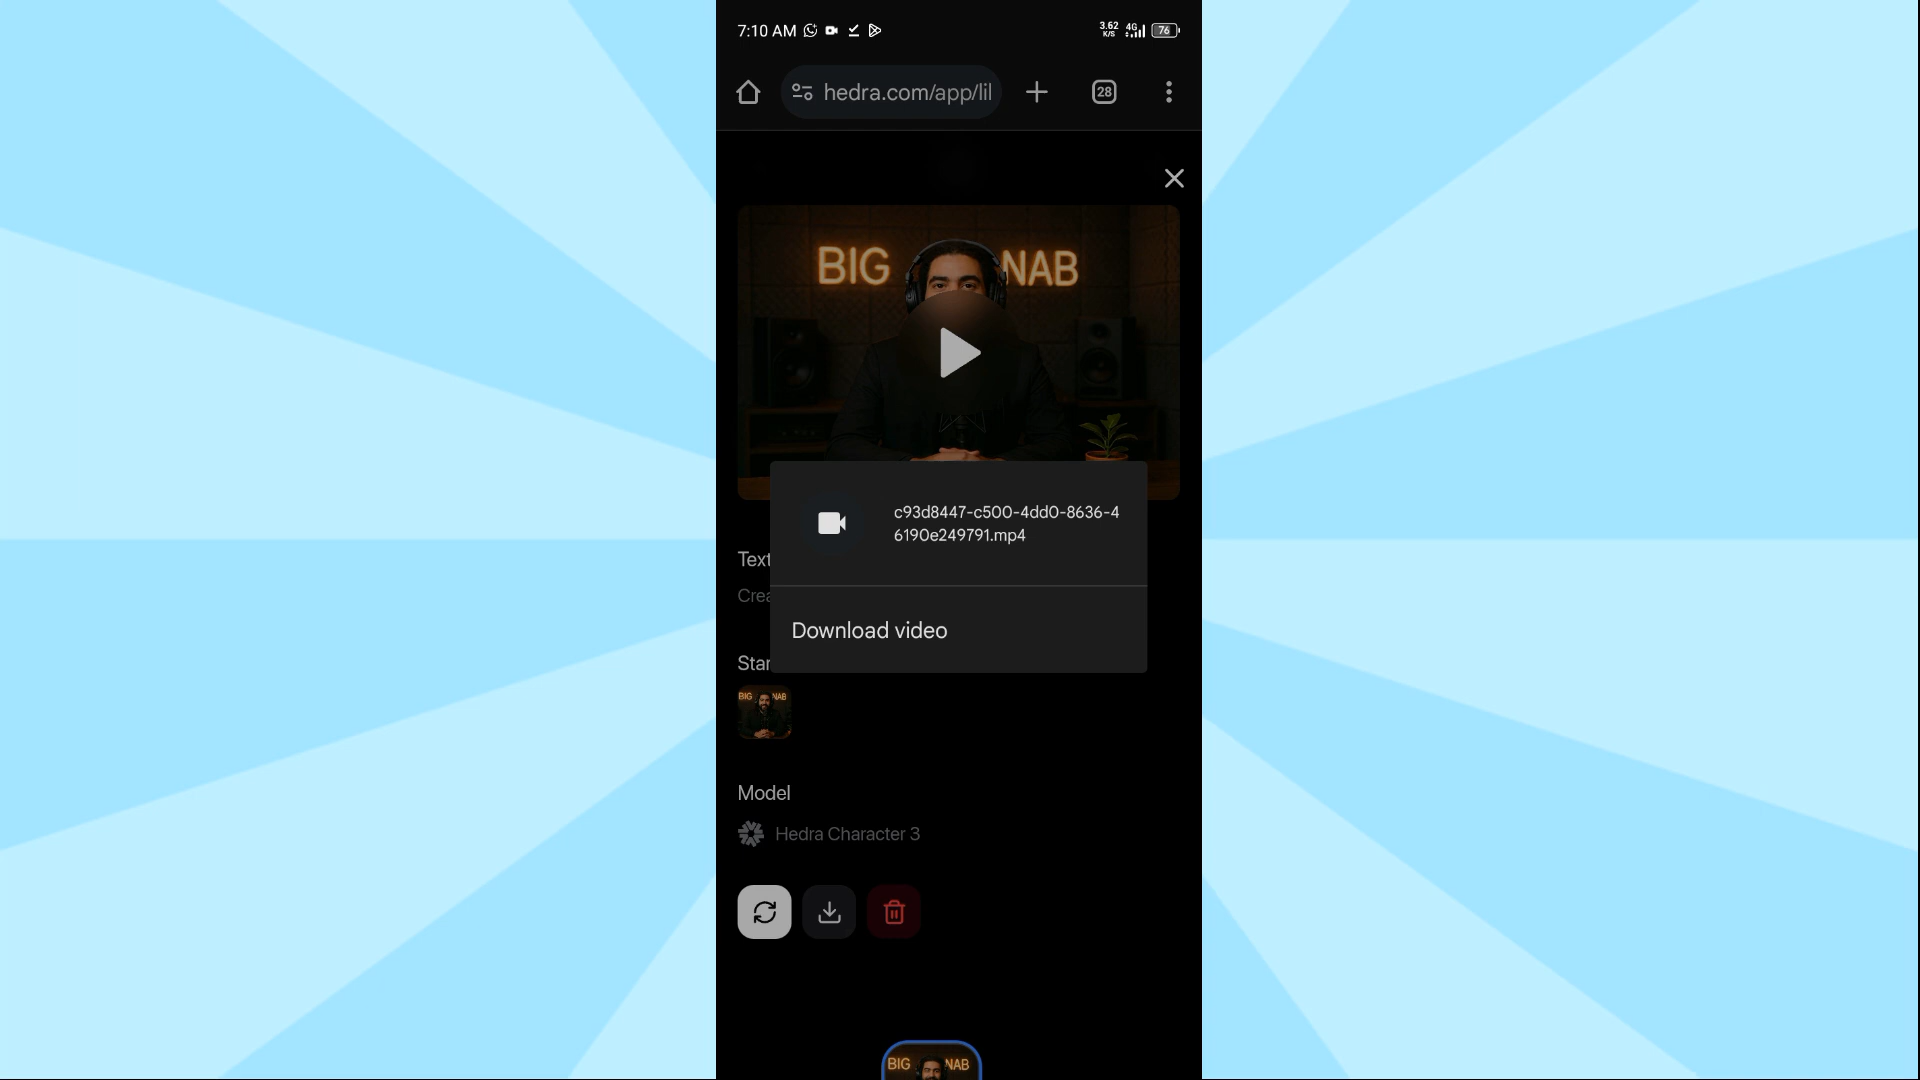 7:10 AM
3.62 K/S 4G 76
hedra.com/app/lil
28
BIG NAB
c93d8447-c500-4dd0-8636-4
6190e249791.mp4
Text
Crea
Download video
Star
BIG NAB
Model
Hedra Character 3
BIG NAB